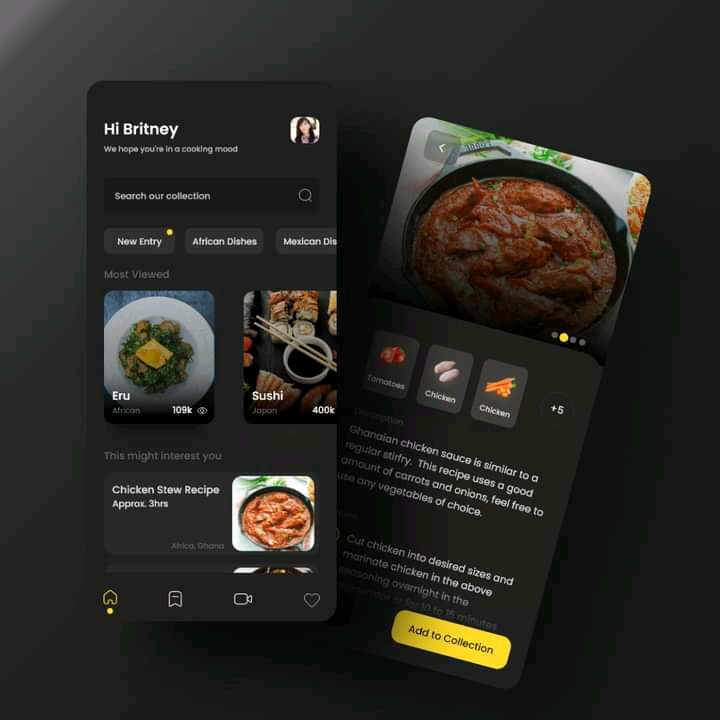 Hi Britney
We hope you're in a cooking mood
Search our collection
New Entry
African Dishes
Mexican Dis
Most Viewed
Eru
African
109k
Sushi
Japan
400k
This might interest you
Chicken Stew Recipe
Approx. 3hrs
Africa, Ghana
Tomatoes
Chicken
Chicken
+5
Description
Ghanaian chicken sauce is similar to a
regular stirfry. This recipe uses a good
amount of carrots and onions, feel free to
use any vegetables of choice.
Cut chicken into desired sizes and
marinate chicken in the above
seasoning overnight in the
or for 10 to 15 minutes
Add to Collection